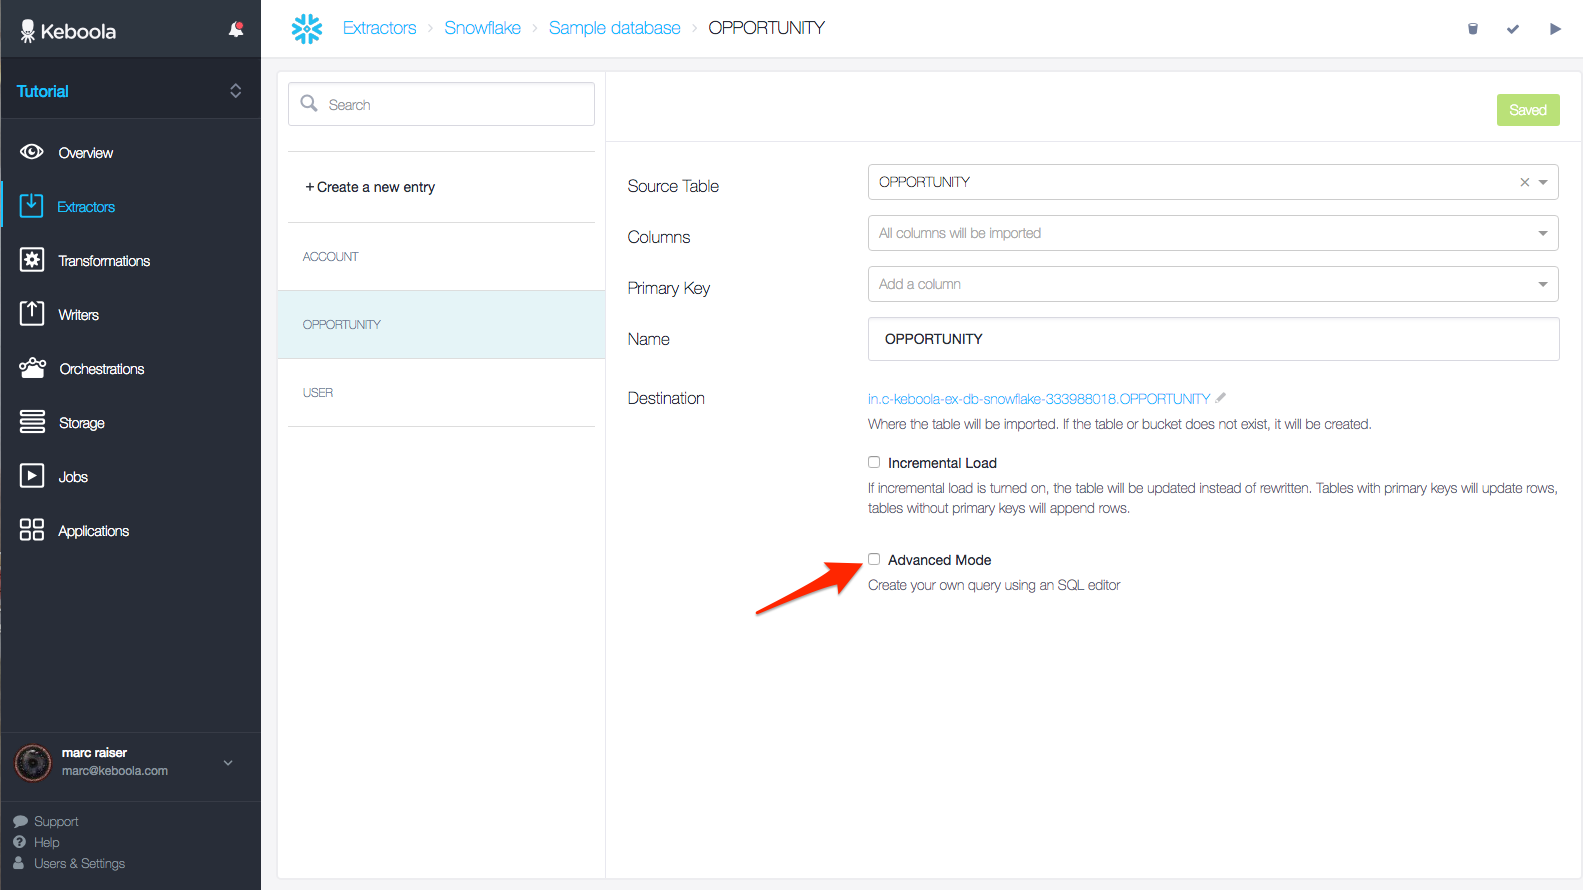 Keboola
Tutorial
Overview
Extractors
Transformations
Writers
Orchestrations
Storage
Jobs
Applications
marc raiser
marc@keboola.com
Support
Help
Users & Settings
Extractors › Snowflake › Sample database › OPPORTUNITY
Search
+ Create a new entry
ACCOUNT
OPPORTUNITY
USER
Saved
Source Table
OPPORTUNITY
Columns
All columns will be imported
Primary Key
Add a column
Name
OPPORTUNITY
Destination
in.c-keboola-ex-db-snowflake-333988018.OPPORTUNITY
Where the table will be imported. If the table or bucket does not exist, it will be created.
Incremental Load
If incremental load is turned on, the table will be updated instead of rewritten. Tables with primary keys will update rows,
tables without primary keys will append rows.
Advanced Mode
Create your own query using an SQL editor